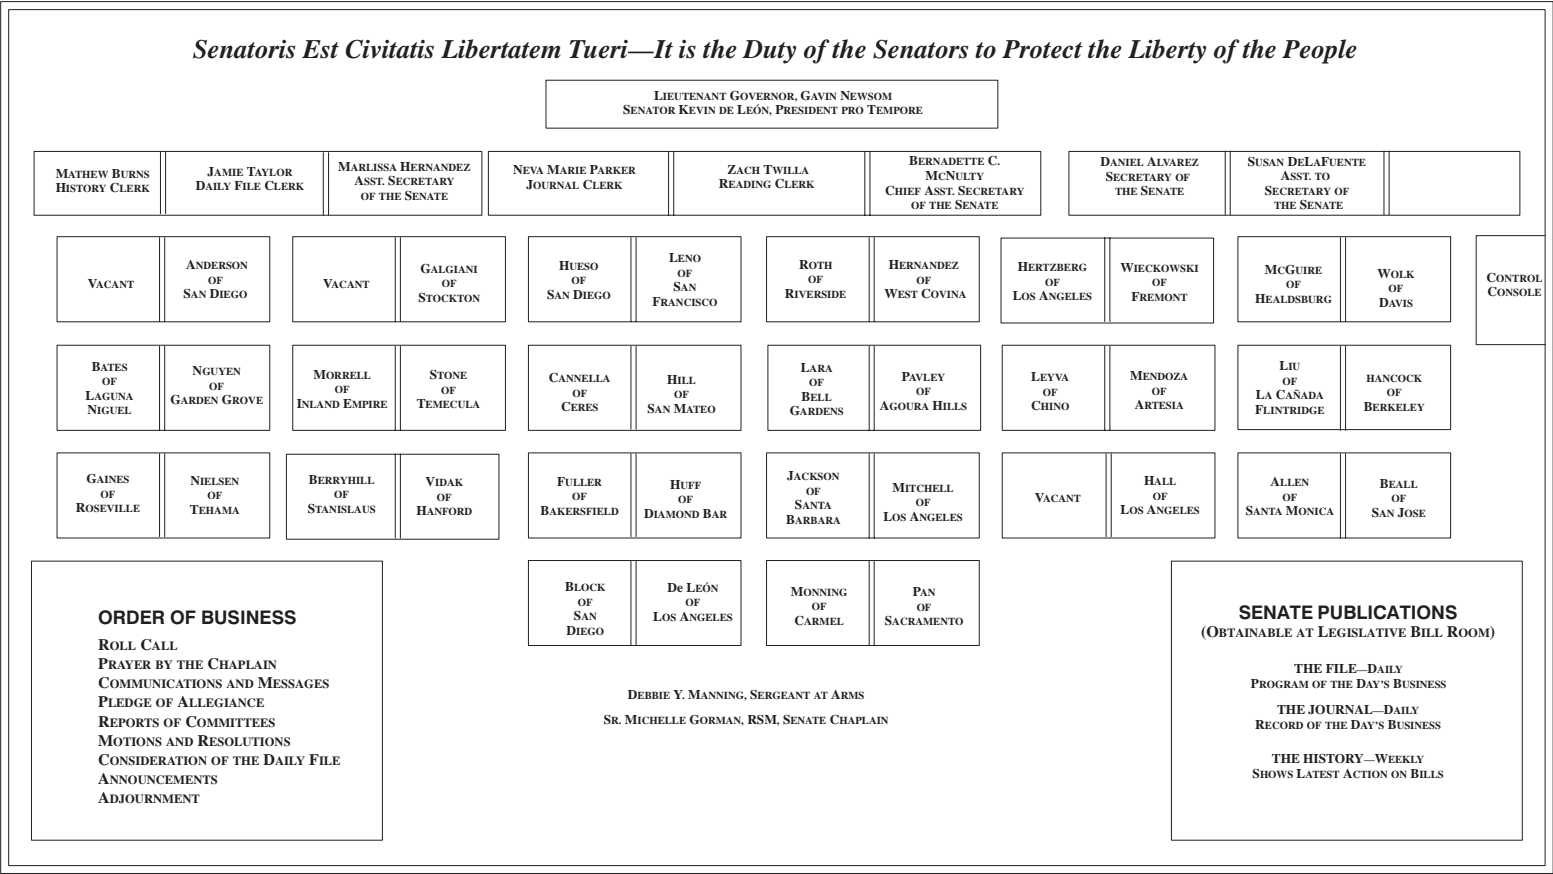 Senatoris Est Civitatis Libertatem Tueri—It is the Duty of the Senators to Protect the Liberty of the People
Lieutenant Governor, Gavin Newsom
Senator Kevin de León, President pro Tempore
Mathew Burns
History Clerk
Jamie Taylor
Daily File Clerk
Marlissa Hernandez
Asst. Secretary
of the Senate
Neva Marie Parker
Journal Clerk
Zach Twilla
Reading Clerk
Bernadette C.
McNulty
Chief Asst. Secretary
of the Senate
Daniel Alvarez
Secretary of
the Senate
Susan DeLaFuente
Asst. to
Secretary of
the Senate
Vacant
Anderson
of
San Diego
Vacant
Galgiani
of
Stockton
Hueso
of
San Diego
Leno
of
San
Francisco
Roth
of
Riverside
Hernandez
of
West Covina
Hertzberg
of
Los Angeles
Wieckowski
of
Fremont
McGuire
of
Healdsburg
Wolk
of
Davis
Control
Console
Bates
of
Laguna
Niguel
Nguyen
of
Garden Grove
Morrell
of
Inland Empire
Stone
of
Temecula
Cannella
of
Ceres
Hill
of
San Mateo
Lara
of
Bell
Gardens
Pavley
of
Agoura Hills
Leyva
of
Chino
Mendoza
of
Artesia
Liu
of
La Cañada
Flintridge
hancock
of
Berkeley
Gaines
of
Roseville
Nielsen
of
Tehama
Berryhill
of
Stanislaus
Vidak
of
Hanford
Fuller
of
Bakersfield
Huff
of
Diamond Bar
Jackson
of
Santa
Barbara
Mitchell
of
Los Angeles
Vacant
Hall
of
Los Angeles
Allen
of
Santa Monica
Beall
of
San Jose
Block
of
San
Diego
De León
of
Los Angeles
Monning
of
Carmel
Pan
of
Sacramento
Debbie Y. Manning, Sergeant at Arms
Sr. Michelle Gorman, RSM, Senate Chaplain
ORDER OF BUSINESS
Roll Call
Prayer by the Chaplain
Communications and Messages
Pledge of Allegiance
Reports of Committees
Motions and Resolutions
Consideration of the Daily File
Announcements
Adjournment
SENATE PUBLICATIONS
(Obtainable at Legislative Bill Room)
THE FILE—Daily
Program of the Day's Business
THE JOURNAL—Daily
Record of the Day's Business
THE HISTORY—Weekly
Shows Latest Action on Bills